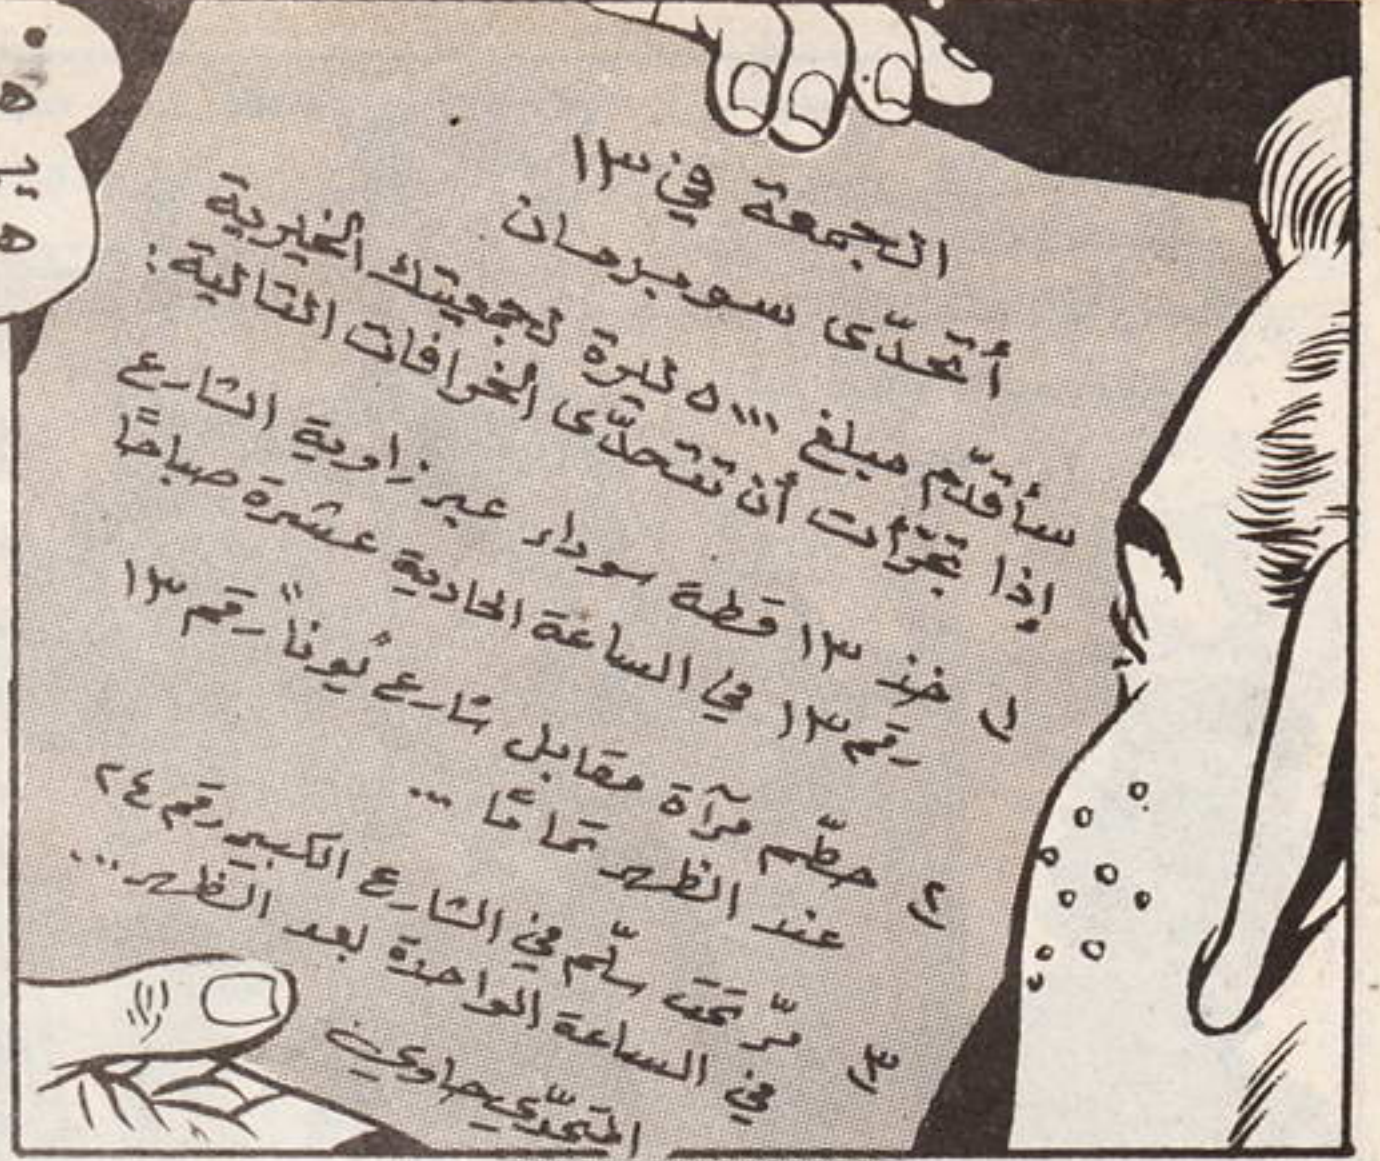 الجمعة في ١٣
أتحدّى سوبرمان
سأقدّم مبلغ ٥٠٠٠ ليرة لجمعيتك الخيرية
إذا تجرّأت أن تتحدّى الخرافات التالية:
١) خذ ١٣ قطة سوداء عبر زاوية الشارع
رقم ١٣ في الساعة الحادية عشرة صباحًا
٢) حطّم مرآة مقابل شارع "يونا" رقم ١٣
عند الظهر تمامًا ...
٣) مرّ تحت سلّم في الشارع الكبير رقم ٢٤
في الساعة الواحدة بعد الظهر...
المتحدّي حاوي